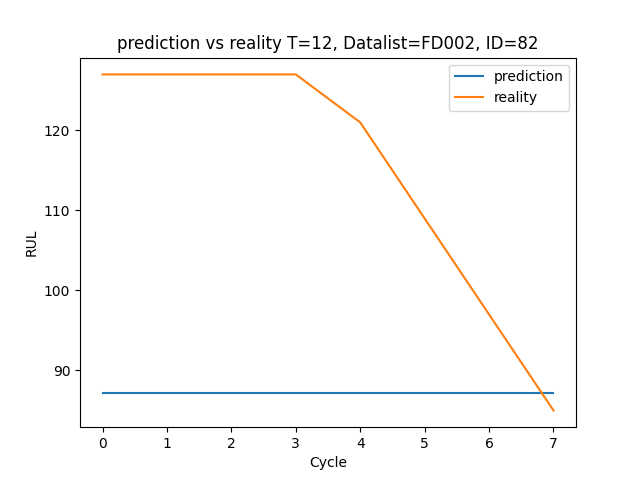 prediction vs reality T=12, Datalist=FD002, ID=82
prediction
reality
120
110
100
90
RUL
0 1 2 3 4 5 6 7
Cycle